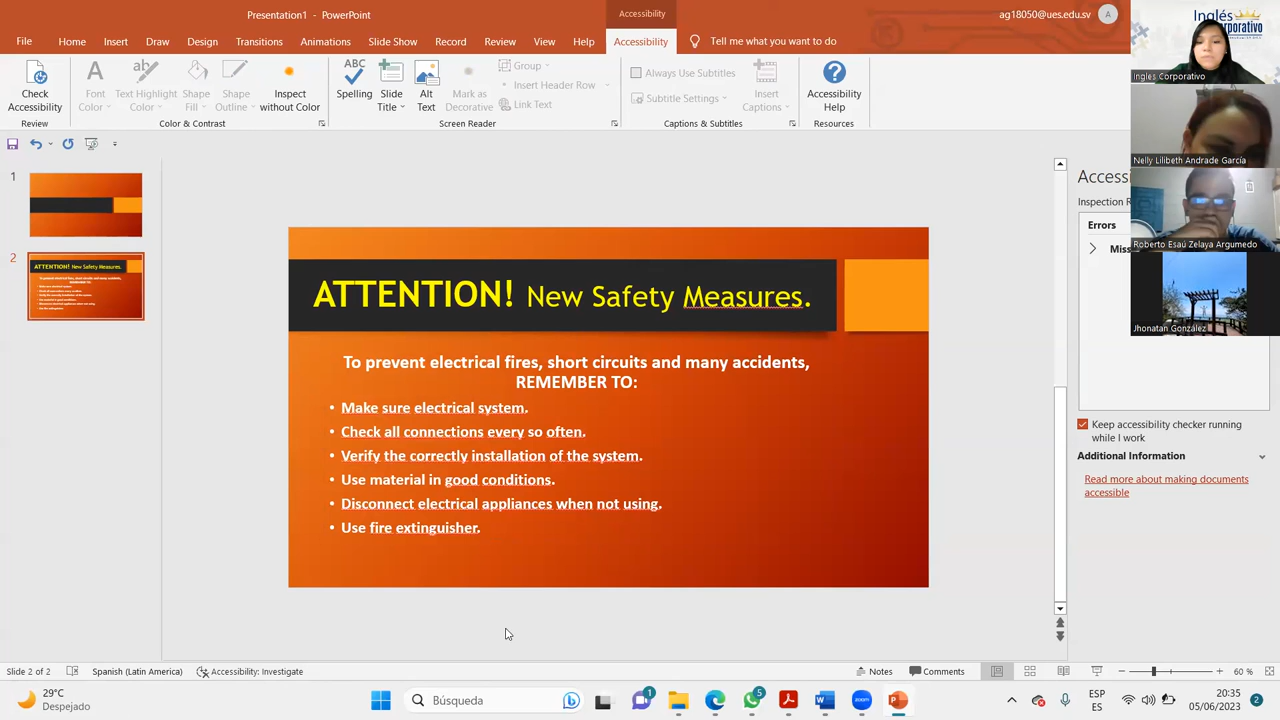 Presentation1 - PowerPoint
Accessibility
ag18050@ues.edu.sv
A
File Home Insert Draw Design Transitions Animations Slide Show Record Review View Help Accessibility Tell me what you want to do
Check Accessibility
Font Color
Text Highlight Color
Shape Fill
Shape Outline
Inspect without Color
ABC
Spelling
Slide Title
Alt Text
Mark as Decorative
Group
Insert Header Row
Link Text
Always Use Subtitles
Subtitle Settings
Insert Captions
Accessibility Help
Review
Color & Contrast
Screen Reader
Captions & Subtitles
Resources
1
2
ATTENTION! New Safety Measures.
To prevent electrical fires, short circuits and many accidents,
REMEMBER TO:
• Make sure electrical system.
• Check all connections every so often.
• Verify the correctly installation of the system.
• Use material in good conditions.
• Disconnect electrical appliances when not using.
• Use fire extinguisher.
Inglés
Ingles Corporativo
Nelly Lilibeth Andrade García
Roberto Esaú Zelaya Argumedo
Jhonatan González
Accessi
Inspection R
Errors
Miss
Keep accessibility checker running
while I work
Additional Information
Read more about making documents
accessible
Slide 2 of 2
Spanish (Latin America)
Accessibility: Investigate
Notes
Comments
60 %
29°C
Despejado
Búsqueda
1
5
ESP
ES
20:35
05/06/2023
2